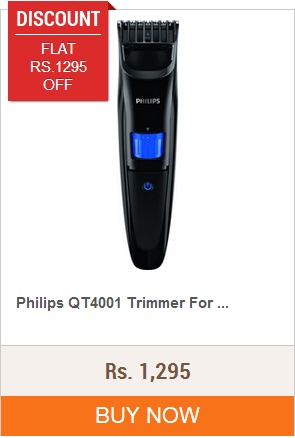 DISCOUNT
FLAT
RS.1295
OFF
PHILIPS
Philips QT4001 Trimmer For ...
Rs. 1,295
BUY NOW